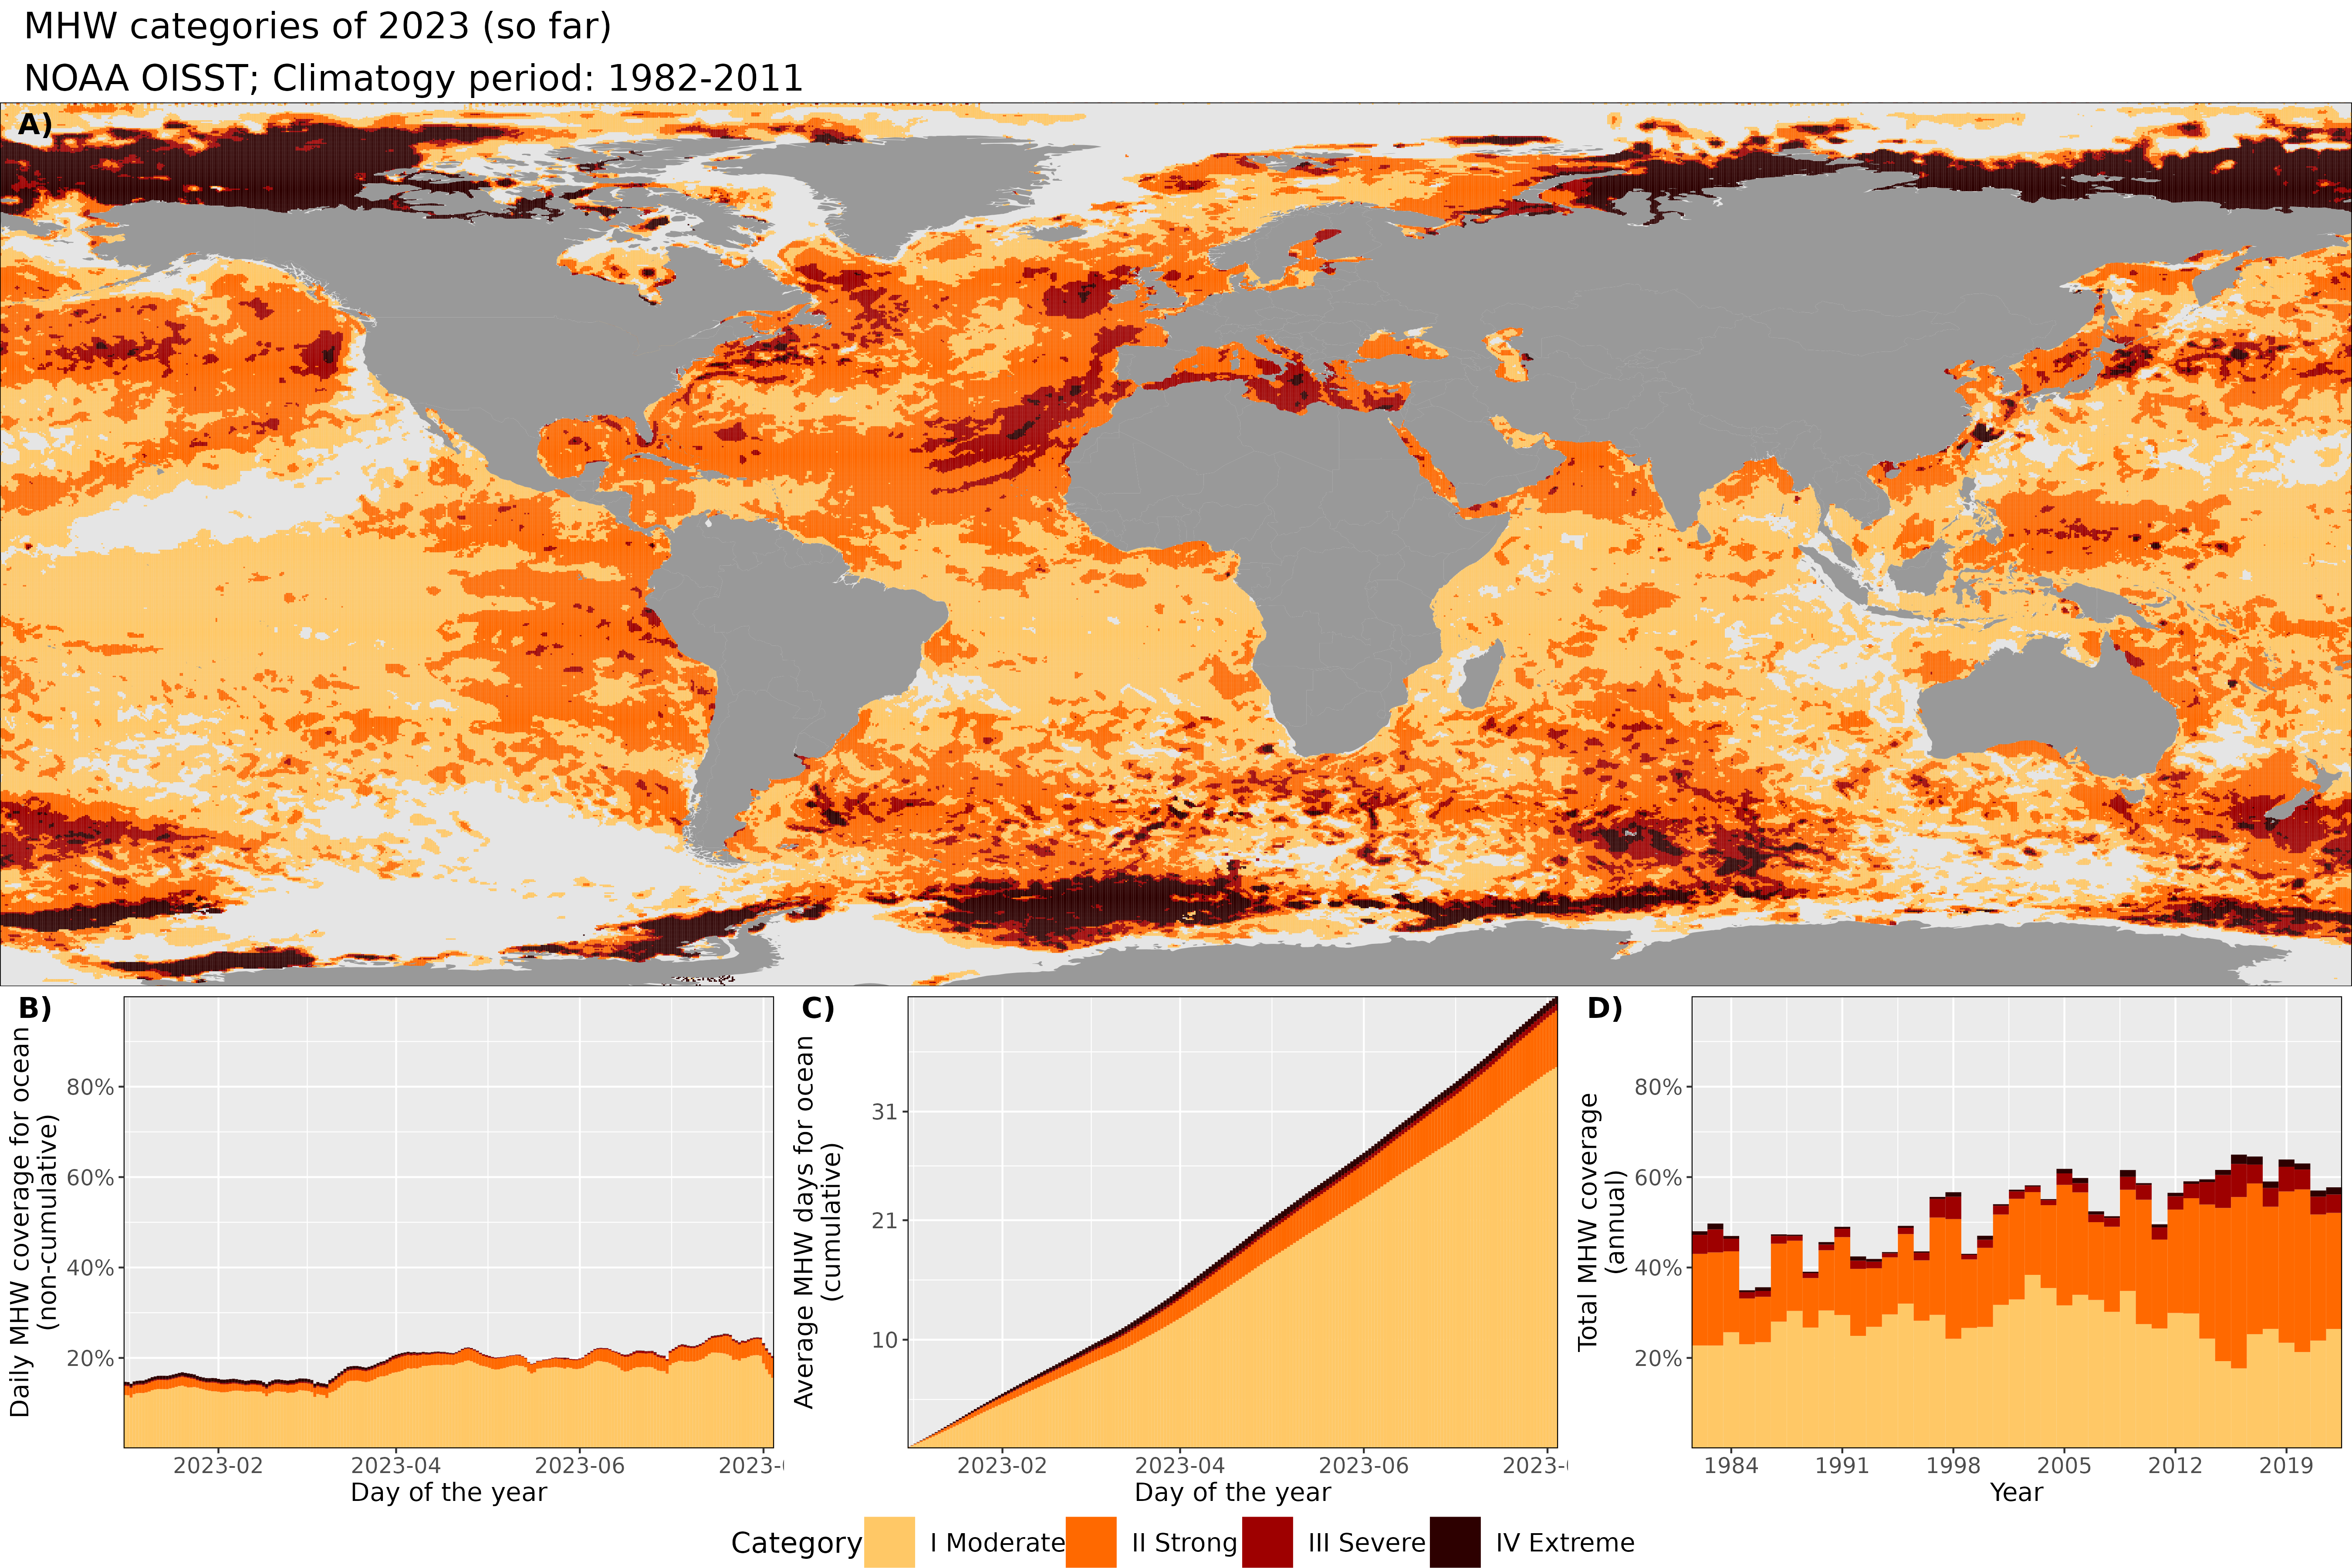 MHW categories of 2023 (so far)
NOAA OISST; Climatogy period: 1982-2011
A)
B)
Daily MHW coverage for ocean
(non-cumulative)
80%
60%
40%
20%
2023-02
2023-04
2023-06
2023-
Day of the year
C)
Average MHW days for ocean
(cumulative)
31
21
10
2023-02
2023-04
2023-06
2023-
Day of the year
D)
Total MHW coverage
(annual)
80%
60%
40%
20%
1984
1991
1998
2005
2012
2019
Year
Category
I Moderate
II Strong
III Severe
IV Extreme